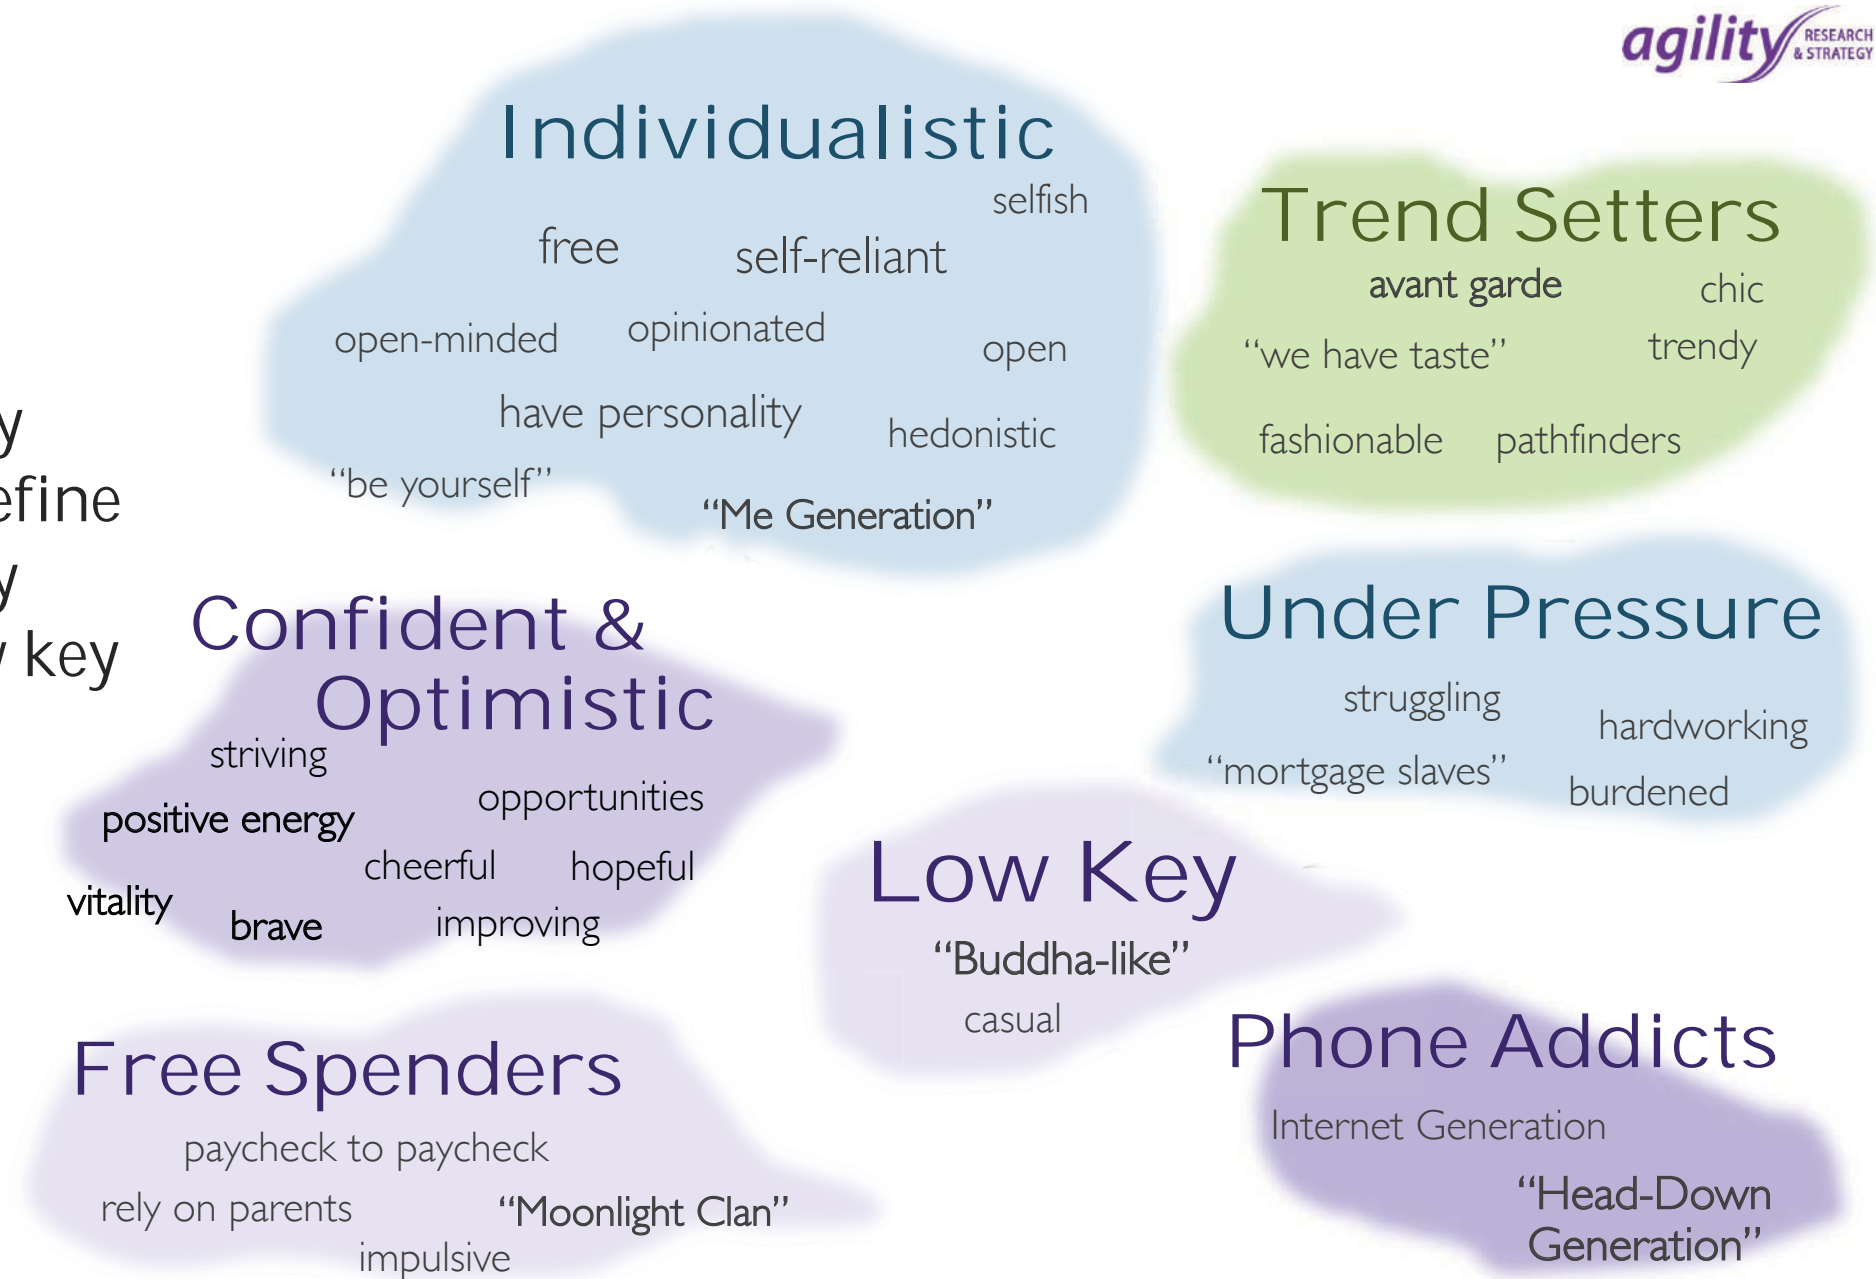 agility RESEARCH
& STRATEGY
Individualistic
selfish
free
self-reliant
open-minded
opinionated
open
have personality
hedonistic
“be yourself”
“Me Generation”
Trend Setters
avant garde
chic
“we have taste”
trendy
fashionable
pathfinders
y
efine
y
key
Confident &
Optimistic
striving
positive energy
opportunities
cheerful
hopeful
vitality
brave
improving
Under Pressure
struggling
hardworking
“mortgage slaves”
burdened
Low Key
“Buddha-like”
casual
Free Spenders
paycheck to paycheck
rely on parents
“Moonlight Clan”
impulsive
Phone Addicts
Internet Generation
“Head-Down
Generation”